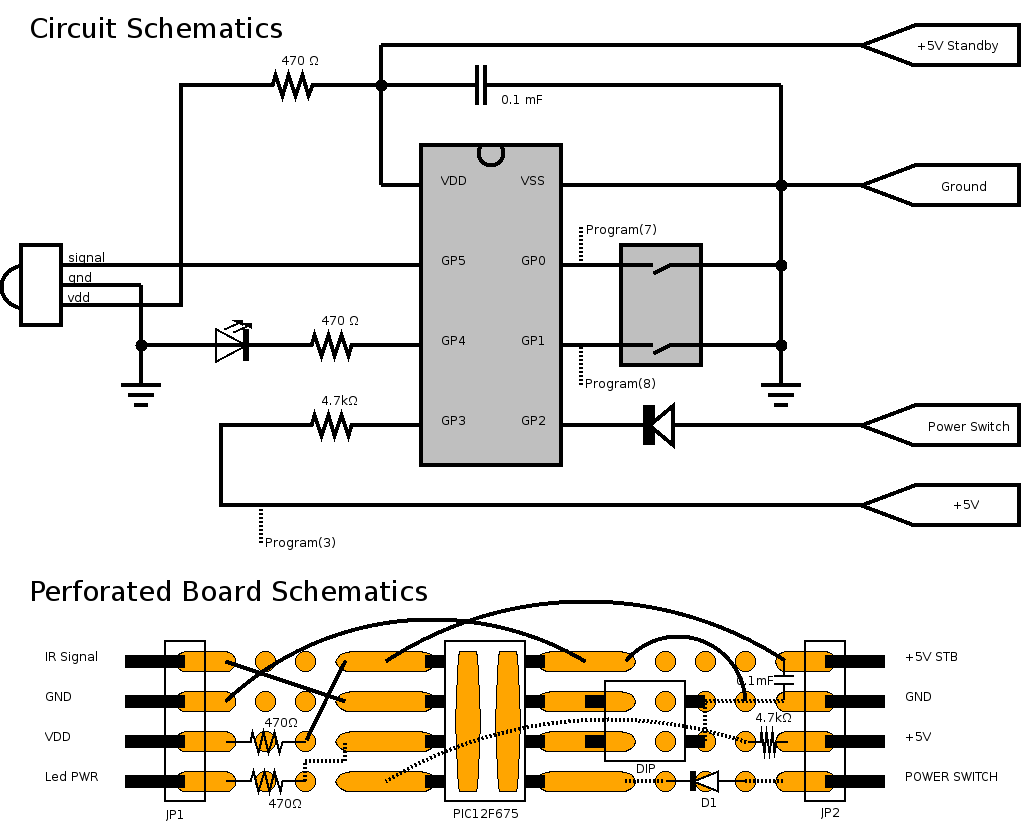 Circuit Schematics
+5V Standby
470 Ω
0.1 mF
VDD
VSS
Ground
Program(7)
signal
GP5
GP0
gnd
vdd
470 Ω
GP4
GP1
Program(8)
4.7kΩ
GP3
GP2
Power Switch
+5V
Program(3)
Perforated Board Schematics
IR Signal
+5V STB
0.1mF
GND
GND
470Ω
4.7kΩ
VDD
+5V
DIP
Led PWR
POWER SWITCH
470Ω
D1
JP1
PIC12F675
JP2